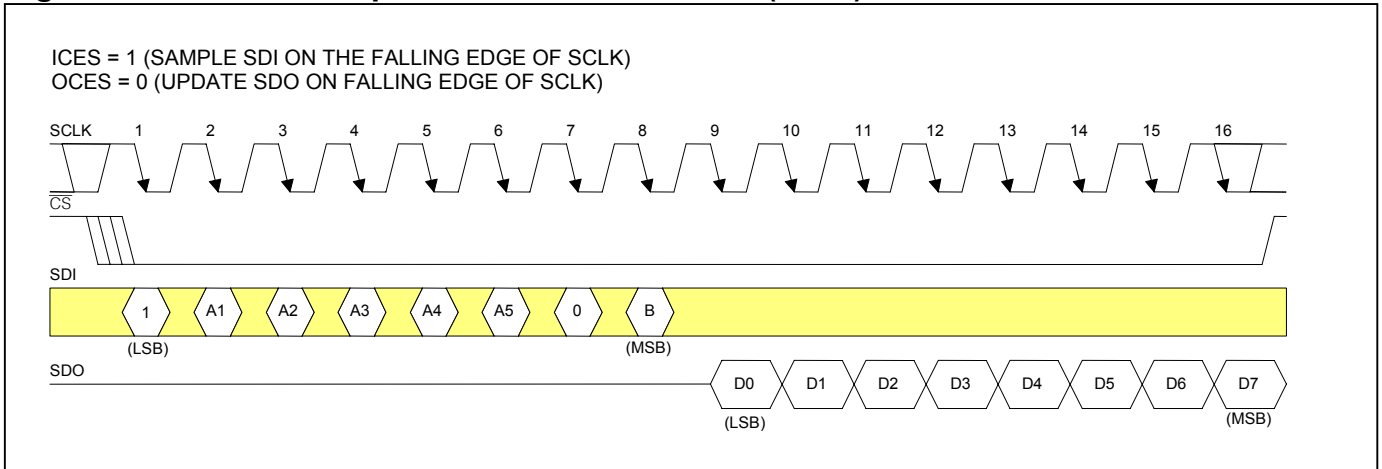 ICES = 1 (SAMPLE SDI ON THE FALLING EDGE OF SCLK)
OCES = 0 (UPDATE SDO ON FALLING EDGE OF SCLK)
SCLK 1 2 3 4 5 6 7 8 9 10 11 12 13 14 15 16
CS
SDI
1 A1 A2 A3 A4 A5 0 B
(LSB) (MSB)
SDO
D0 D1 D2 D3 D4 D5 D6 D7
(LSB) (MSB)